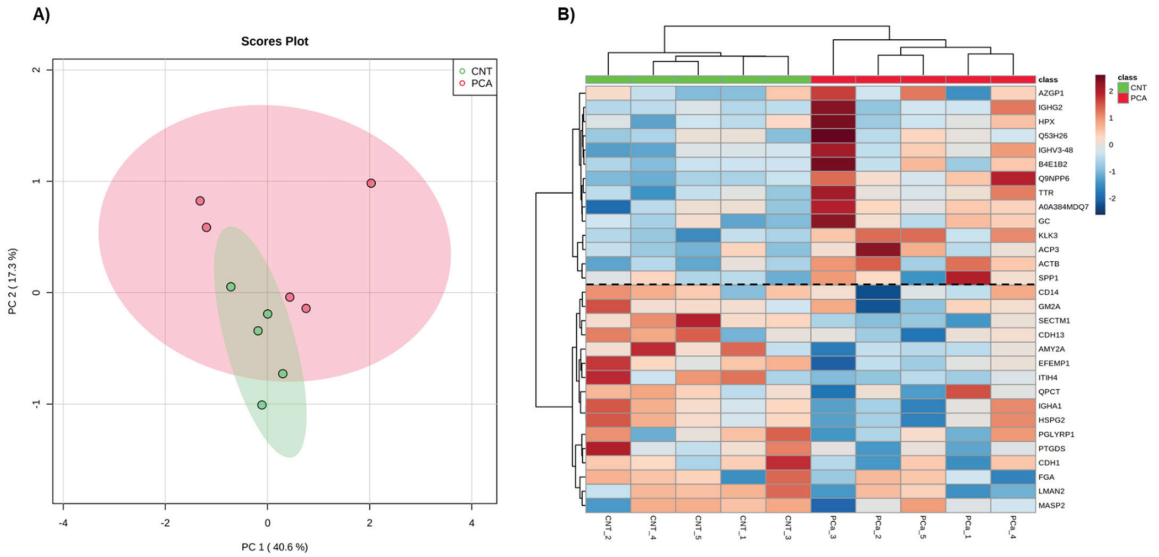 A)
Scores Plot
CNT
PCA
2
1
0
-1
-4
-2
0
2
4
PC 2 ( 17.3 %)
PC 1 ( 40.6 %)
B)
class
AZGP1
IGHG2
HPX
Q53H26
IGHV3-48
B4E1B2
Q9NPP6
TTR
A0A384MDQ7
GC
KLK3
ACP3
ACTB
SPP1
CD14
GM2A
SECTM1
CDH13
AMY2A
EFEMP1
ITIH4
QPCT
IGHA1
HSPG2
PGLYRP1
PTGDS
CDH1
FGA
LMAN2
MASP2
CNT_2
CNT_4
CNT_5
CNT_1
CNT_3
PCa_3
PCa_2
PCa_5
PCa_1
PCa_4
2
1
0
-1
-2
class
CNT
PCA